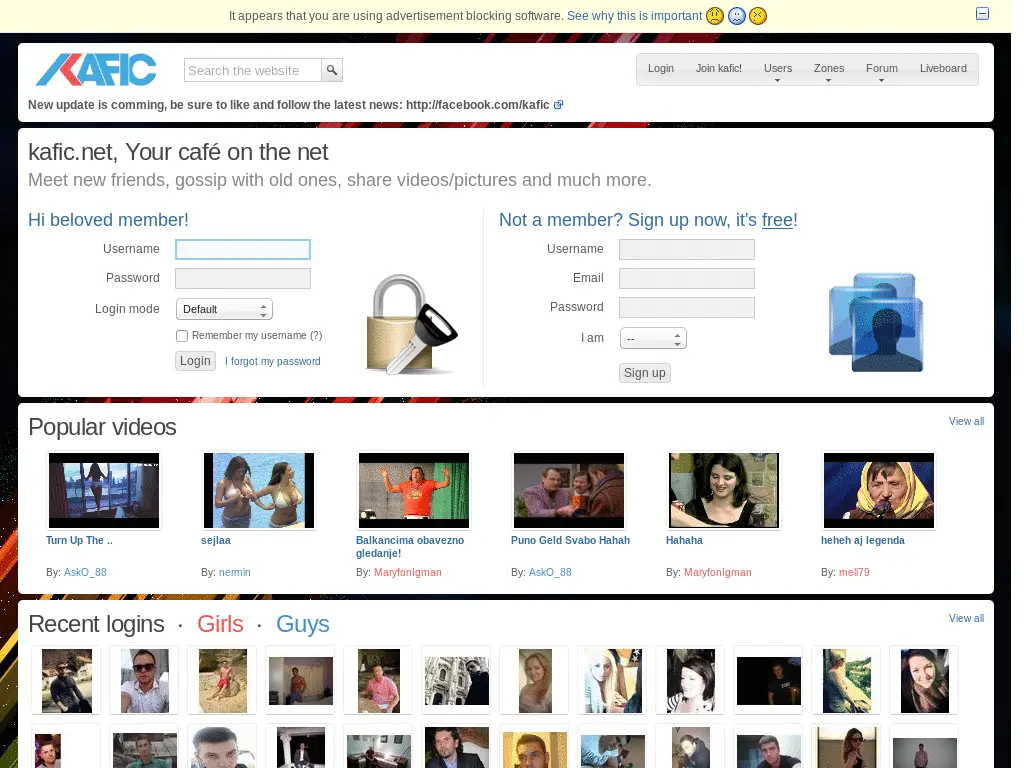 It appears that you are using advertisement blocking software. See why this is important
KAFIC
Search the website
Login Join kafic! Users Zones Forum Liveboard
New update is comming, be sure to like and follow the latest news: http://facebook.com/kafic
kafic.net, Your café on the net
Meet new friends, gossip with old ones, share videos/pictures and much more.
Hi beloved member!
Username
Password
Login mode Default
Remember my username (?)
Login I forgot my password
Not a member? Sign up now, it's free!
Username
Email
Password
I am --
Sign up
Popular videos
View all
Turn Up The ..
By: AskO_88
sejlaa
By: nermin
Balkancima obavezno
gledanje!
By: MaryfonIgman
Puno Geld Svabo Hahah
By: AskO_88
Hahaha
By: MaryfonIgman
heheh aj legenda
By: meli79
Recent logins · Girls · Guys
View all